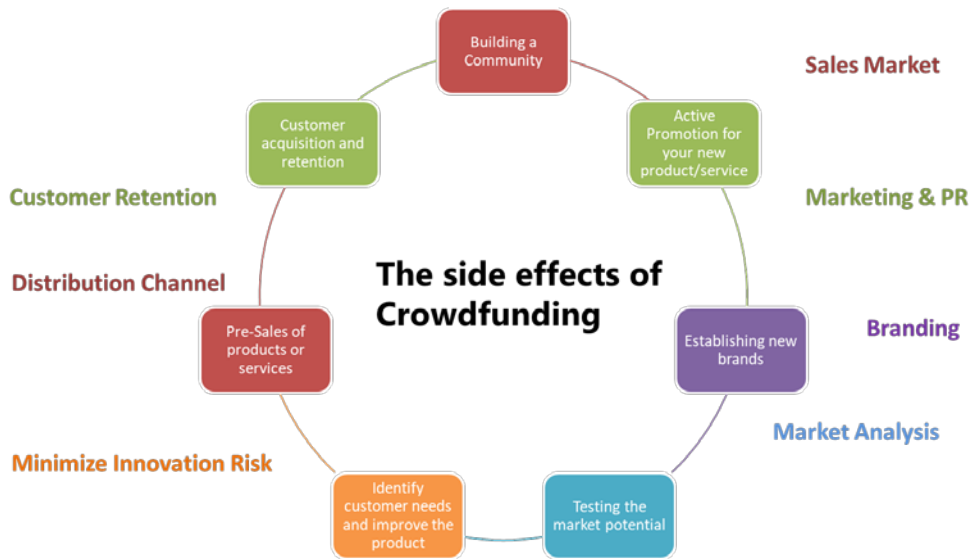 Building a
Community
Sales Market
Active
Promotion for
your new
product/service
Customer
acquisition and
retention
Customer Retention
Marketing & PR
The side effects of
Crowdfunding
Distribution Channel
Pre-Sales of
products or
services
Establishing new
brands
Branding
Market Analysis
Minimize Innovation Risk
Identify
customer needs
and improve the
product
Testing the
market potential